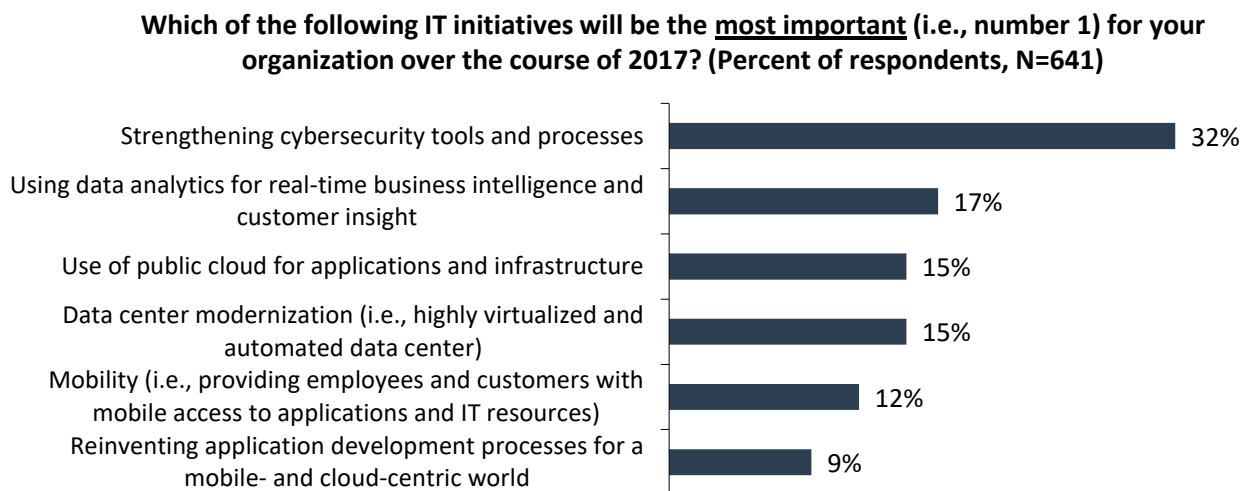 Which of the following IT initiatives will be the most important (i.e., number 1) for your
organization over the course of 2017? (Percent of respondents, N=641)
Strengthening cybersecurity tools and processes
32%
Using data analytics for real-time business intelligence and
customer insight
17%
Use of public cloud for applications and infrastructure
15%
Data center modernization (i.e., highly virtualized and
automated data center)
15%
Mobility (i.e., providing employees and customers with
mobile access to applications and IT resources)
12%
Reinventing application development processes for a
mobile- and cloud-centric world
9%